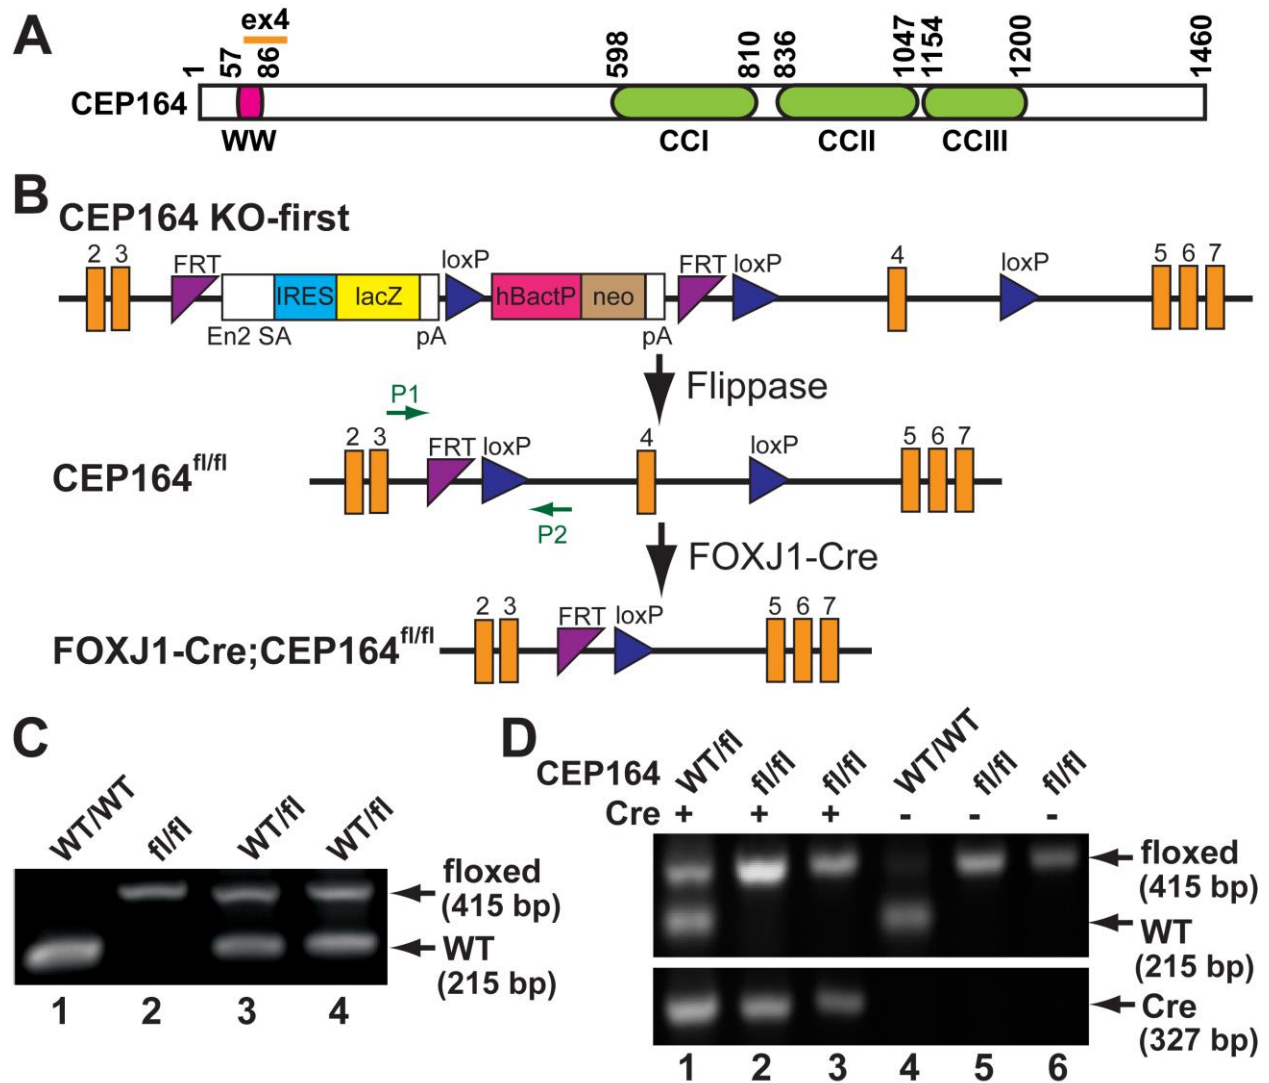 A
ex4
1 57 86 598 810 836 1047 1154 1200 1460
CEP164
WW CCI CCII CCIII
B
CEP164 KO-first
2 3 FRT loxP FRT loxP 4 loxP 5 6 7
IRES lacZ hBactP neo
En2 SA pA pA
Flippase
P1
2 3 FRT loxP 4 loxP 5 6 7
CEP164fl/fl
P2
FOXJ1-Cre
2 3 FRT loxP 5 6 7
FOXJ1-Cre;CEP164fl/fl
C
WT/WT fl/fl WT/fl WT/fl
floxed
(415 bp)
WT
(215 bp)
1 2 3 4
D
CEP164 WT/fl fl/fl fl/fl WT/WT fl/fl fl/fl
Cre + + + - - -
floxed
(415 bp)
WT
(215 bp)
Cre
(327 bp)
1 2 3 4 5 6